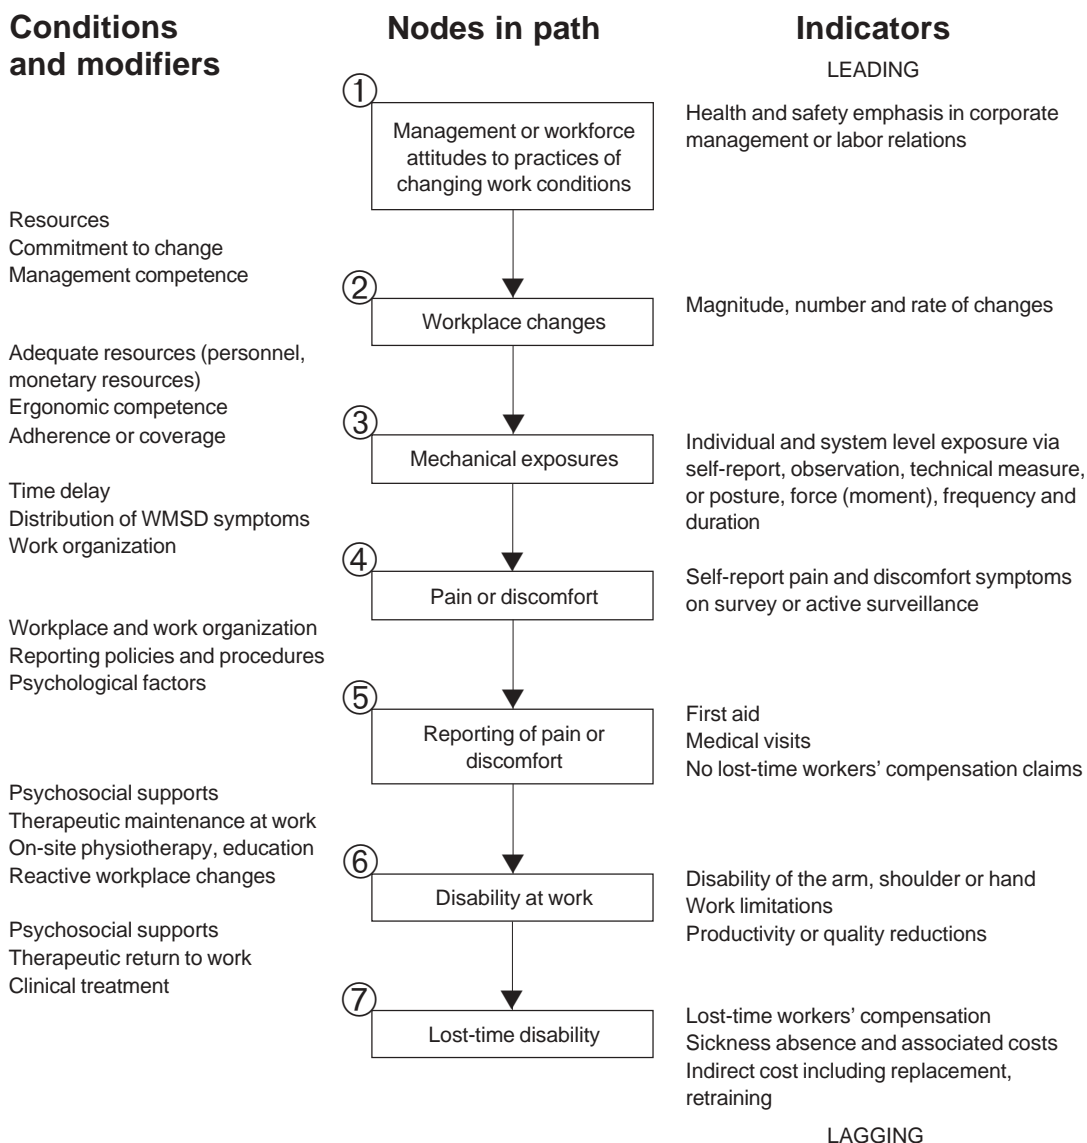 Conditions
and modifiers
Nodes in path
Indicators
LEADING
①
Management or workforce
attitudes to practices of
changing work conditions
Health and safety emphasis in corporate
management or labor relations
Resources
Commitment to change
Management competence
②
Workplace changes
Magnitude, number and rate of changes
Adequate resources (personnel,
monetary resources)
Ergonomic competence
Adherence or coverage
③
Mechanical exposures
Individual and system level exposure via
self-report, observation, technical measure,
or posture, force (moment), frequency and
duration
Time delay
Distribution of WMSD symptoms
Work organization
④
Pain or discomfort
Self-report pain and discomfort symptoms
on survey or active surveillance
Workplace and work organization
Reporting policies and procedures
Psychological factors
⑤
Reporting of pain or
discomfort
First aid
Medical visits
No lost-time workers’ compensation claims
Psychosocial supports
Therapeutic maintenance at work
On-site physiotherapy, education
Reactive workplace changes
⑥
Disability at work
Disability of the arm, shoulder or hand
Work limitations
Productivity or quality reductions
Psychosocial supports
Therapeutic return to work
Clinical treatment
⑦
Lost-time disability
Lost-time workers’ compensation
Sickness absence and associated costs
Indirect cost including replacement,
retraining
LAGGING